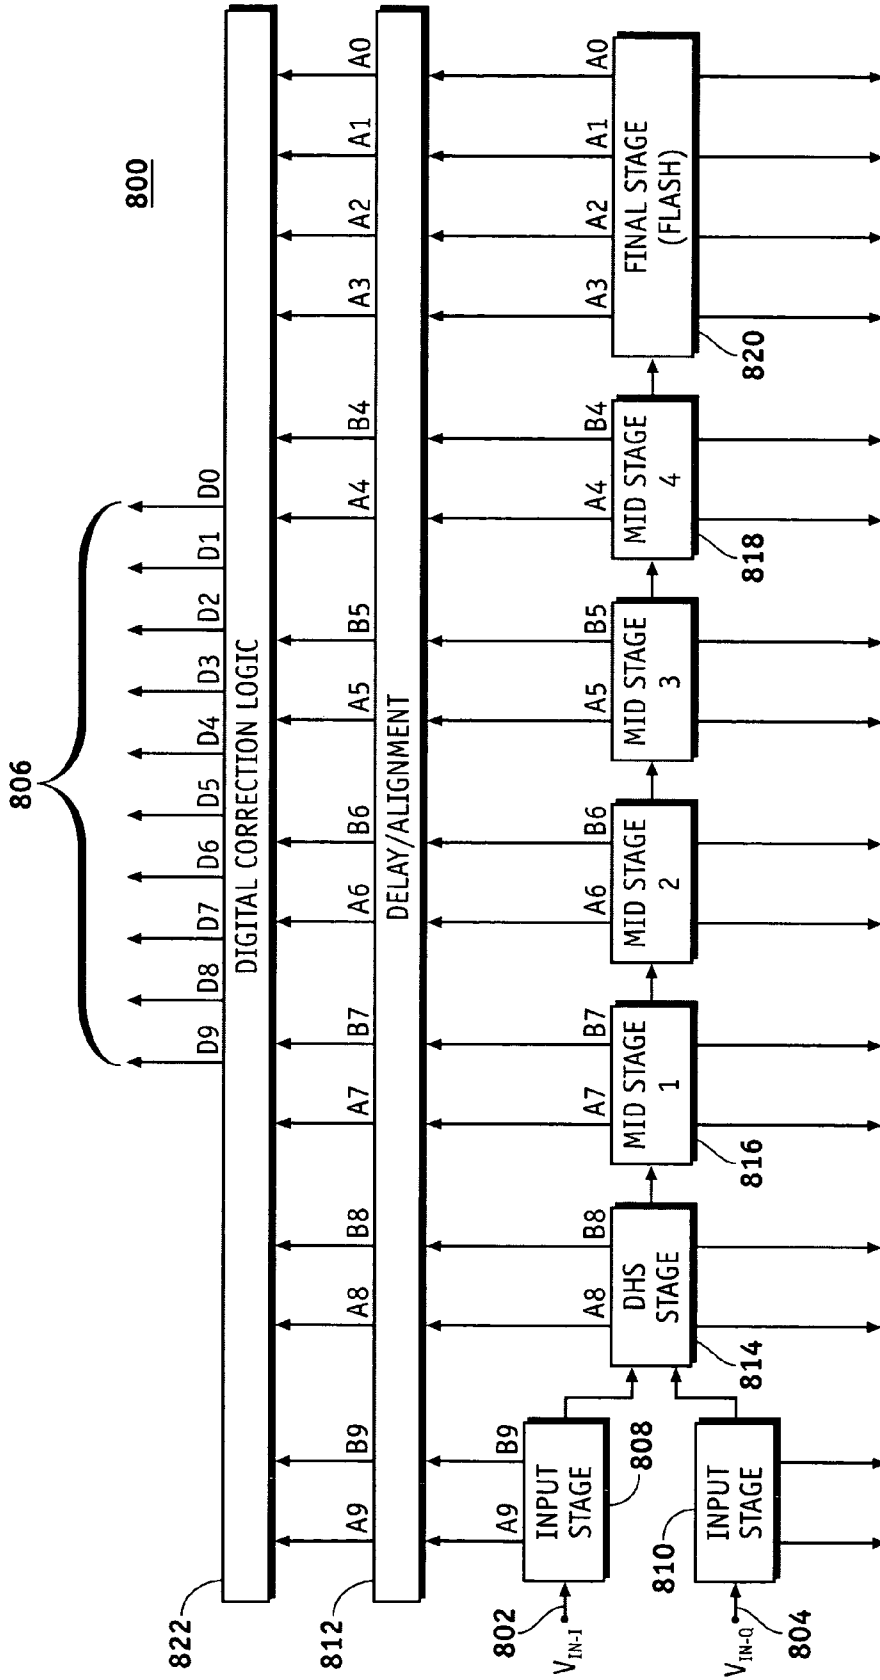 800
806
D9 D8 D7 D6 D5 D4 D3 D2 D1 D0
822
DIGITAL CORRECTION LOGIC
A9 B9 A8 B8 A7 B7 A6 B6 A5 B5 A4 B4 A3 A2 A1 A0
812
DELAY/ALIGNMENT
A9 B9 A8 B8 A7 B7 A6 B6 A5 B5 A4 B4 A3 A2 A1 A0
802
VIN-I
INPUT
STAGE
808
804
VIN-Q
810
INPUT
STAGE
DHS
STAGE
814
MID STAGE
1
816
MID STAGE
2
MID STAGE
3
MID STAGE
4
818
FINAL STAGE
(FLASH)
820